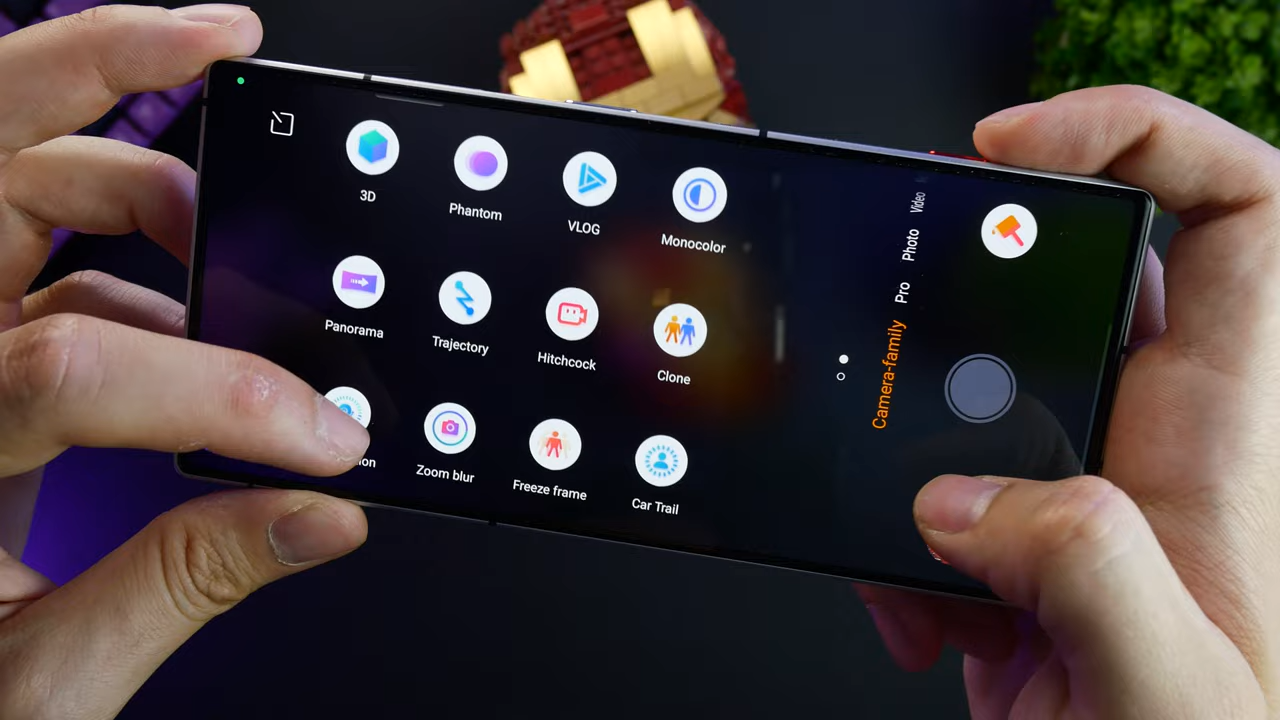 3D
Phantom
VLOG
Monocolor
Panorama
Trajectory
Hitchcock
Clone
Zoom blur
Freeze frame
Car Trail
Video
Photo
Pro
Camera-family